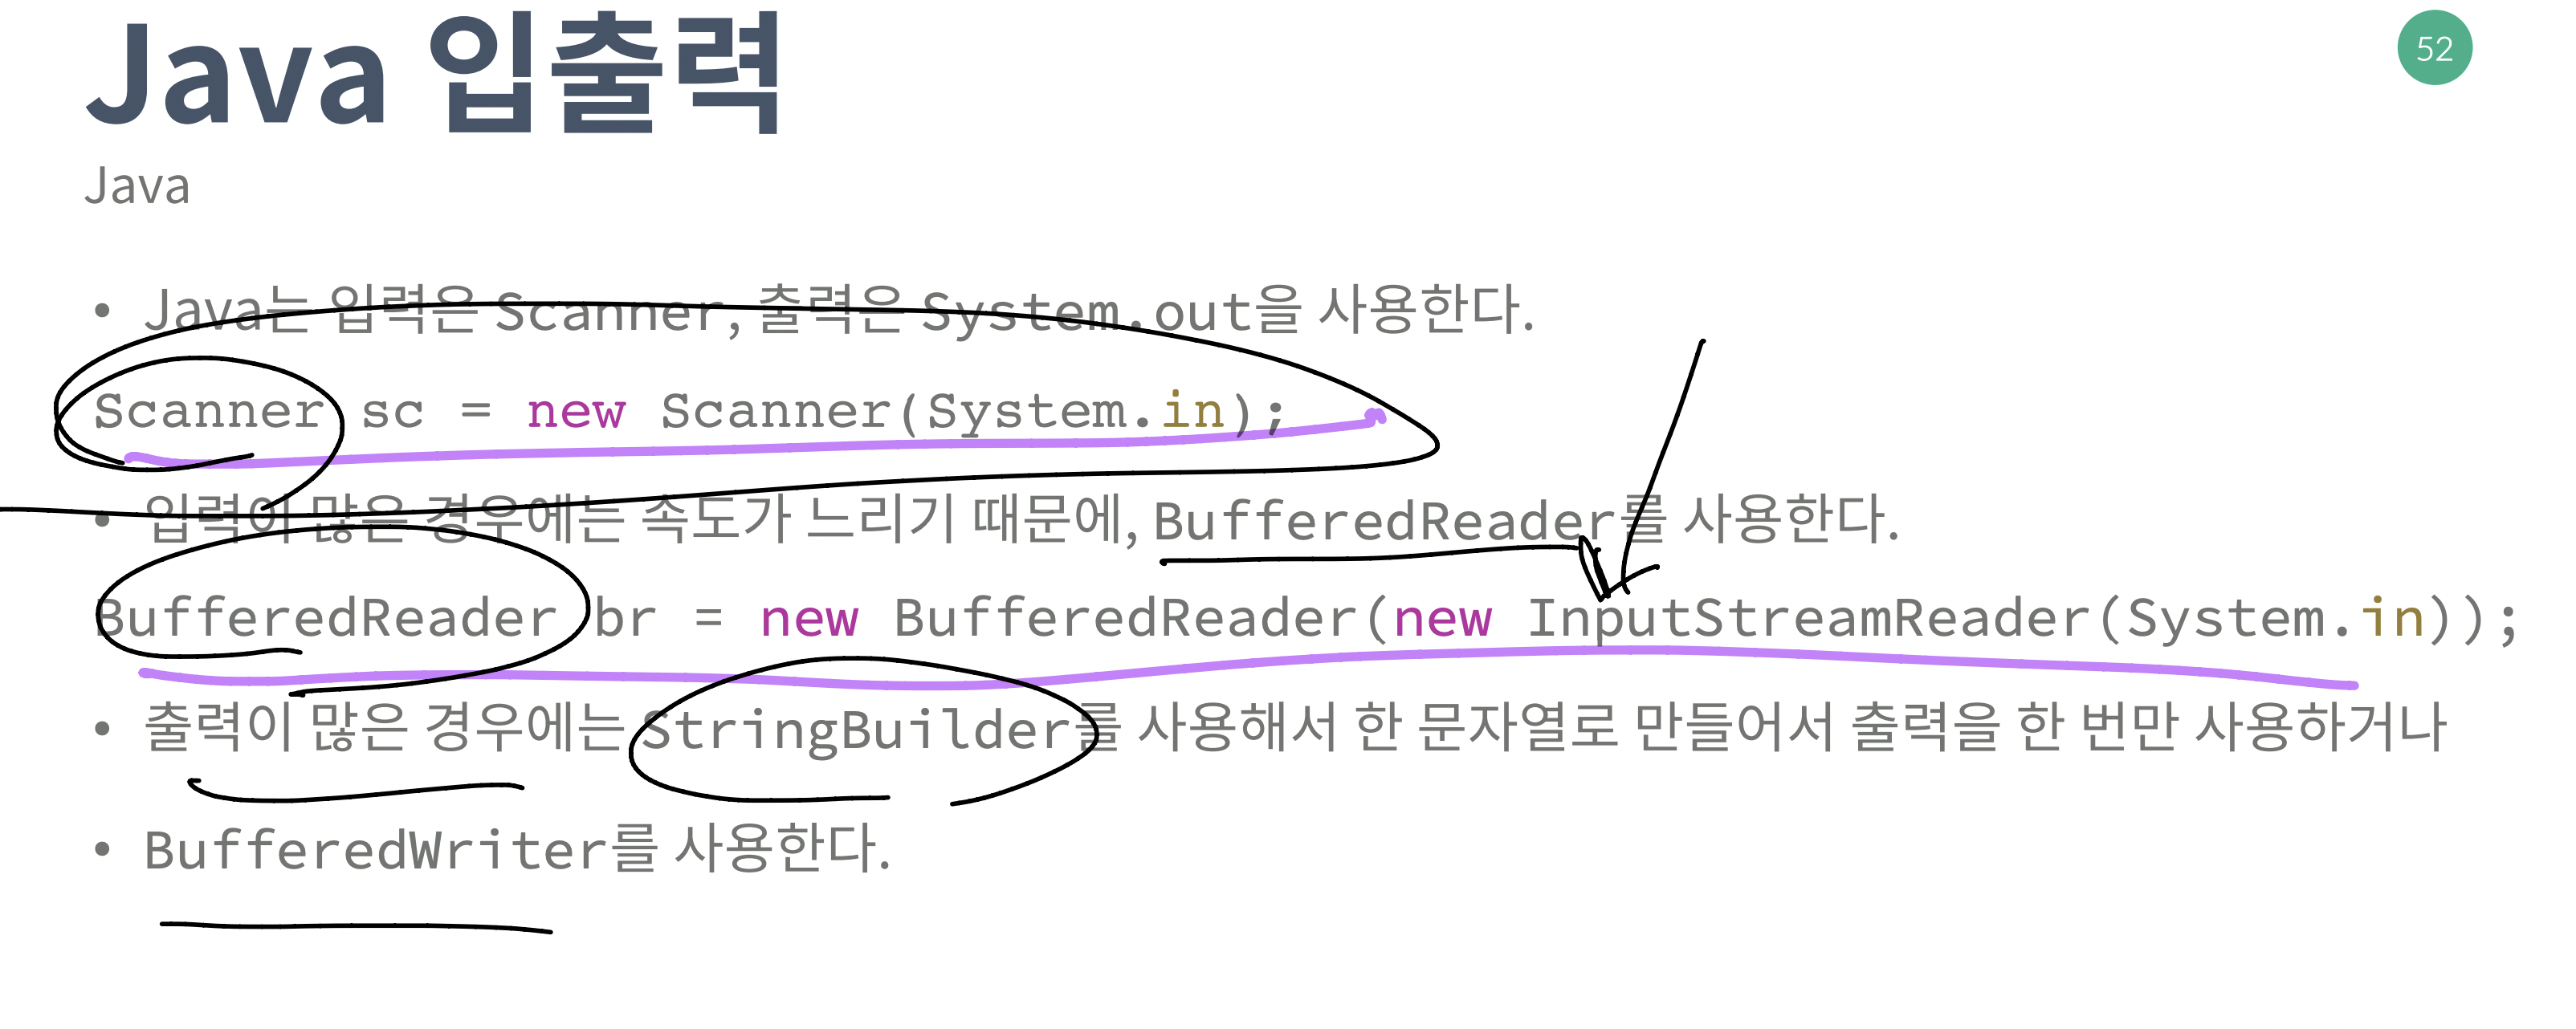 Java 입출력
52
Java
• Java는 입력은 Scanner, 출력은 System.out을 사용한다.
Scanner sc = new Scanner(System.in);
• 입력이 많은 경우에는 속도가 느리기 때문에, BufferedReader를 사용한다.
BufferedReader br = new BufferedReader(new InputStreamReader(System.in));
• 출력이 많은 경우에는 StringBuilder를 사용해서 한 문자열로 만들어서 출력을 한 번만 사용하거나
• BufferedWriter를 사용한다.